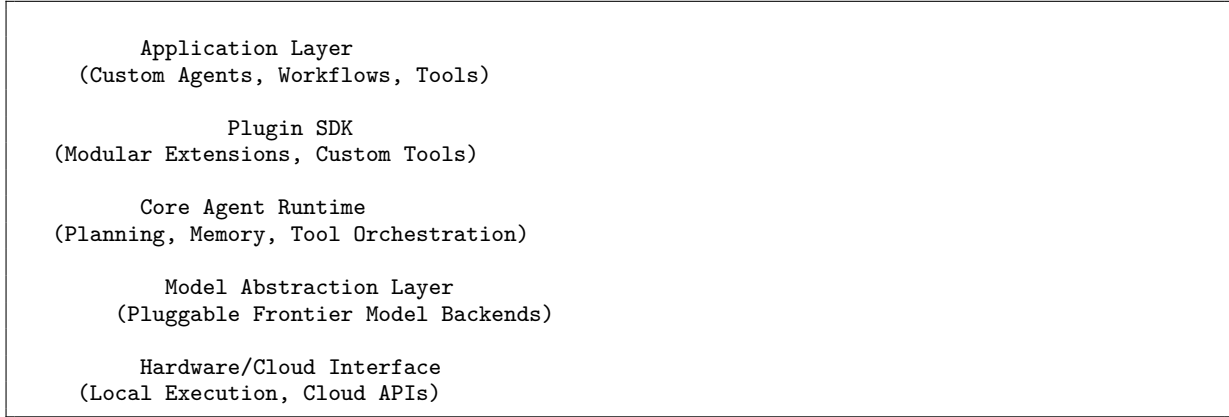 Application Layer
(Custom Agents, Workflows, Tools)
Plugin SDK
(Modular Extensions, Custom Tools)
Core Agent Runtime
(Planning, Memory, Tool Orchestration)
Model Abstraction Layer
(Pluggable Frontier Model Backends)
Hardware/Cloud Interface
(Local Execution, Cloud APIs)